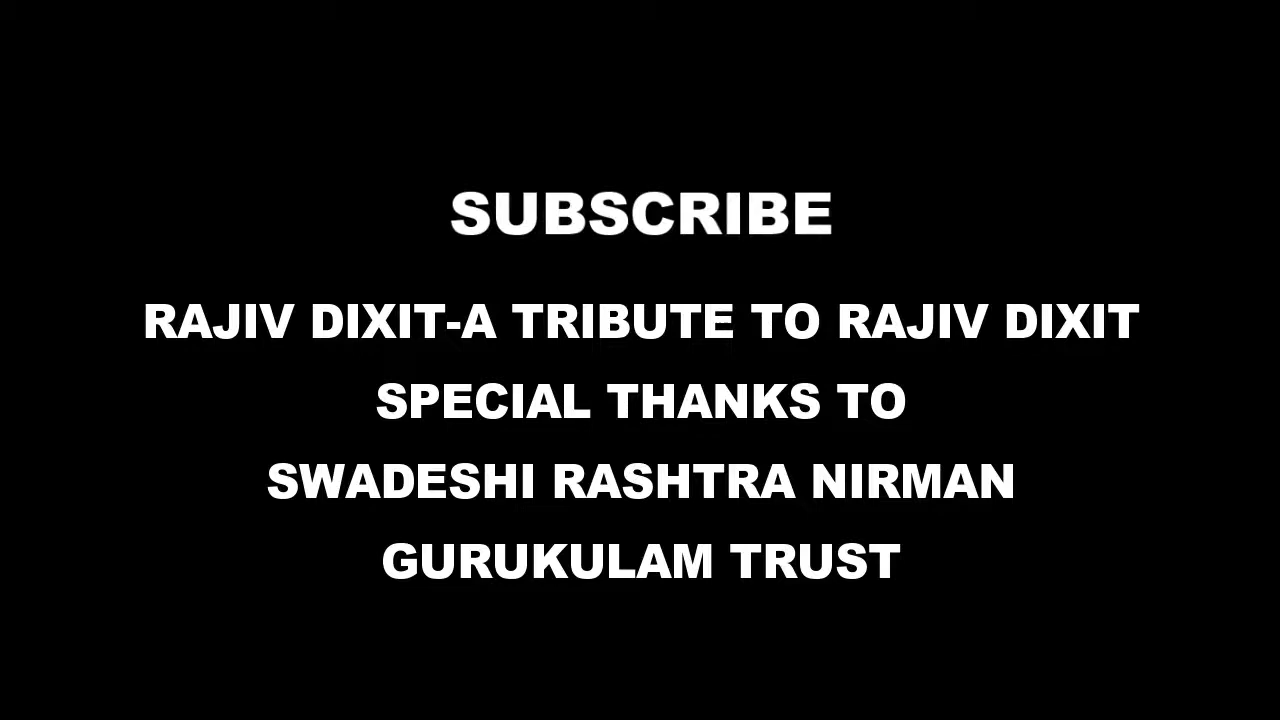 SUBSCRIBE
RAJIV DIXIT-A TRIBUTE TO RAJIV DIXIT
SPECIAL THANKS TO
SWADESHI RASHTRA NIRMAN
GURUKULAM TRUST